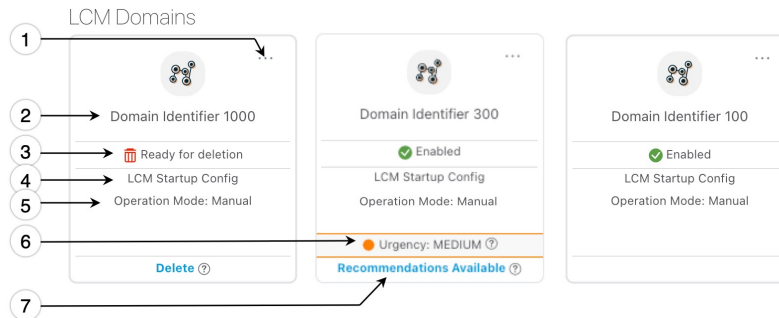 LCM Domains
1
...
...
...
2
Domain Identifier 1000
Domain Identifier 300
Domain Identifier 100
3
Ready for deletion
Enabled
Enabled
4
LCM Startup Config
LCM Startup Config
LCM Startup Config
5
Operation Mode: Manual
Operation Mode: Manual
Operation Mode: Manual
6
Urgency: MEDIUM ?
Delete ?
Recommendations Available ?
7